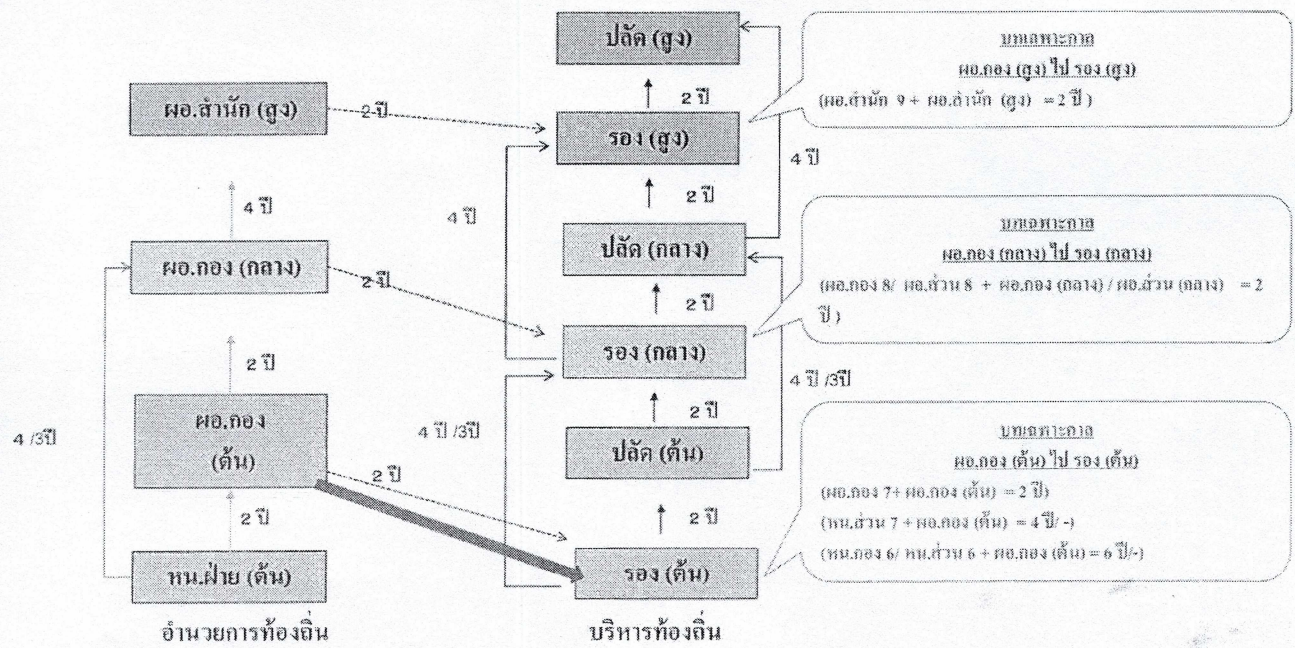 ปลัด (สูง)
2 ปี
ผอ.สำนัก (สูง)
2 ปี
รอง (สูง)
4 ปี
4 ปี
2 ปี
4 ปี
ผอ.กอง (กลาง)
2 ปี
ปลัด (กลาง)
2 ปี
รอง (กลาง)
2 ปี
4 ปี /3ปี
2 ปี
ผอ.กอง
(ต้น)
4 /3ปี
4 ปี /3ปี
ปลัด (ต้น)
2 ปี
2 ปี
2 ปี
หน.ฝ่าย (ต้น)
รอง (ต้น)
อำนวยการท้องถิ่น
บริหารท้องถิ่น
บทเฉพาะกาล
ผอ.กอง (สูง) ไป รอง (สูง)
(ผอ.สำนัก 9 + ผอ.สำนัก (สูง) = 2 ปี )
บทเฉพาะกาล
ผอ.กอง (กลาง) ไป รอง (กลาง)
(ผอ.กอง 8/ ผอ.ส่วน 8 + ผอ.กอง (กลาง) / ผอ.ส่วน (กลาง) = 2
ปี )
บทเฉพาะกาล
ผอ.กอง (ต้น) ไป รอง (ต้น)
(ผอ.กอง 7+ ผอ.กอง (ต้น) = 2 ปี)
(หน.ส่วน 7 + ผอ.กอง (ต้น) = 4 ปี/ -)
(หน.กอง 6/ หน.ส่วน 6 + ผอ.กอง (ต้น) = 6 ปี/-)